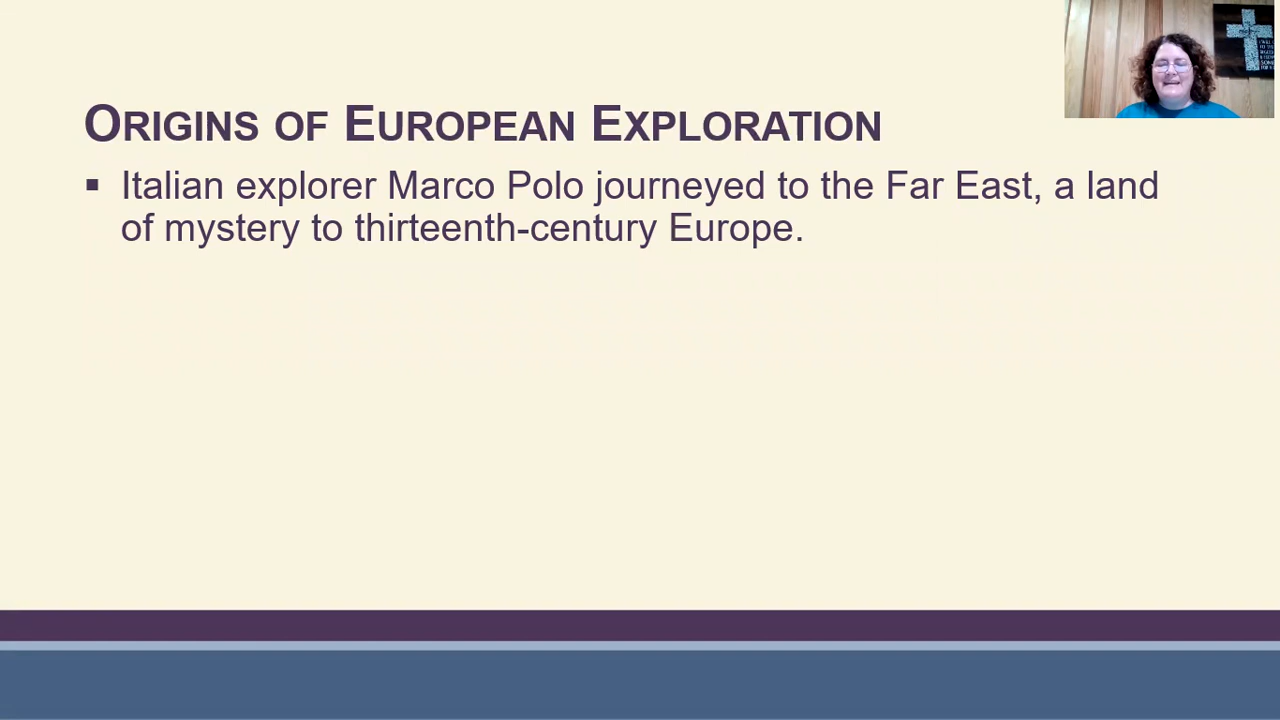 ORIGINS OF EUROPEAN EXPLORATION
▪ Italian explorer Marco Polo journeyed to the Far East, a land
of mystery to thirteenth-century Europe.